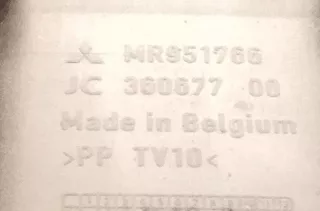 MR951766
JC 360677 00
Made in Belgium
>PP TV10<